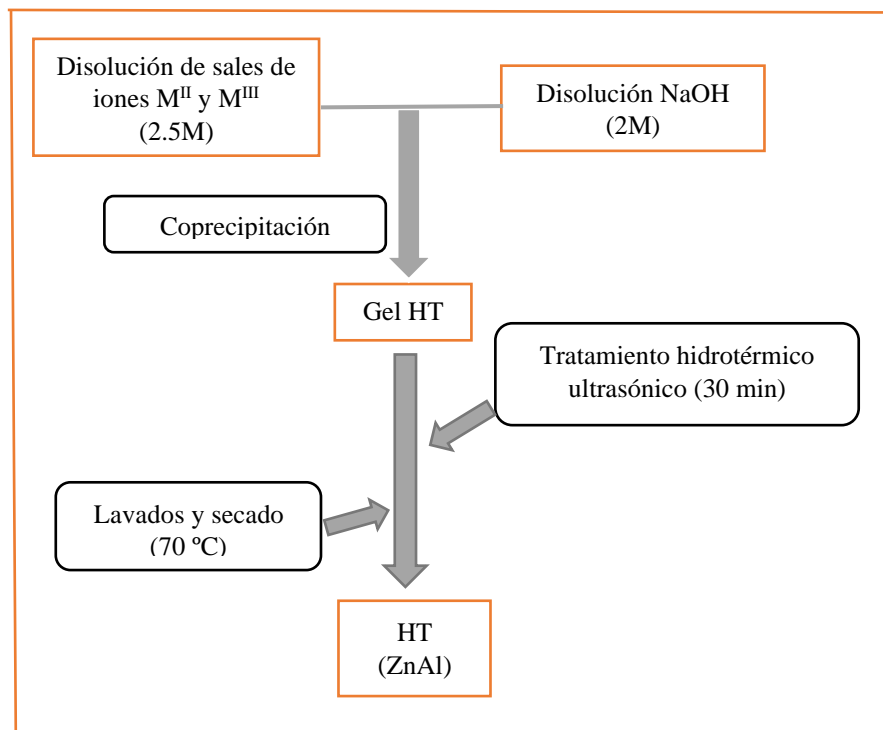 Disolución de sales de
iones M^II y M^III
(2.5M)
Disolución NaOH
(2M)
Coprecipitación
Gel HT
Tratamiento hidrotérmico
ultrasónico (30 min)
Lavados y secado
(70 ºC)
HT
(ZnAl)